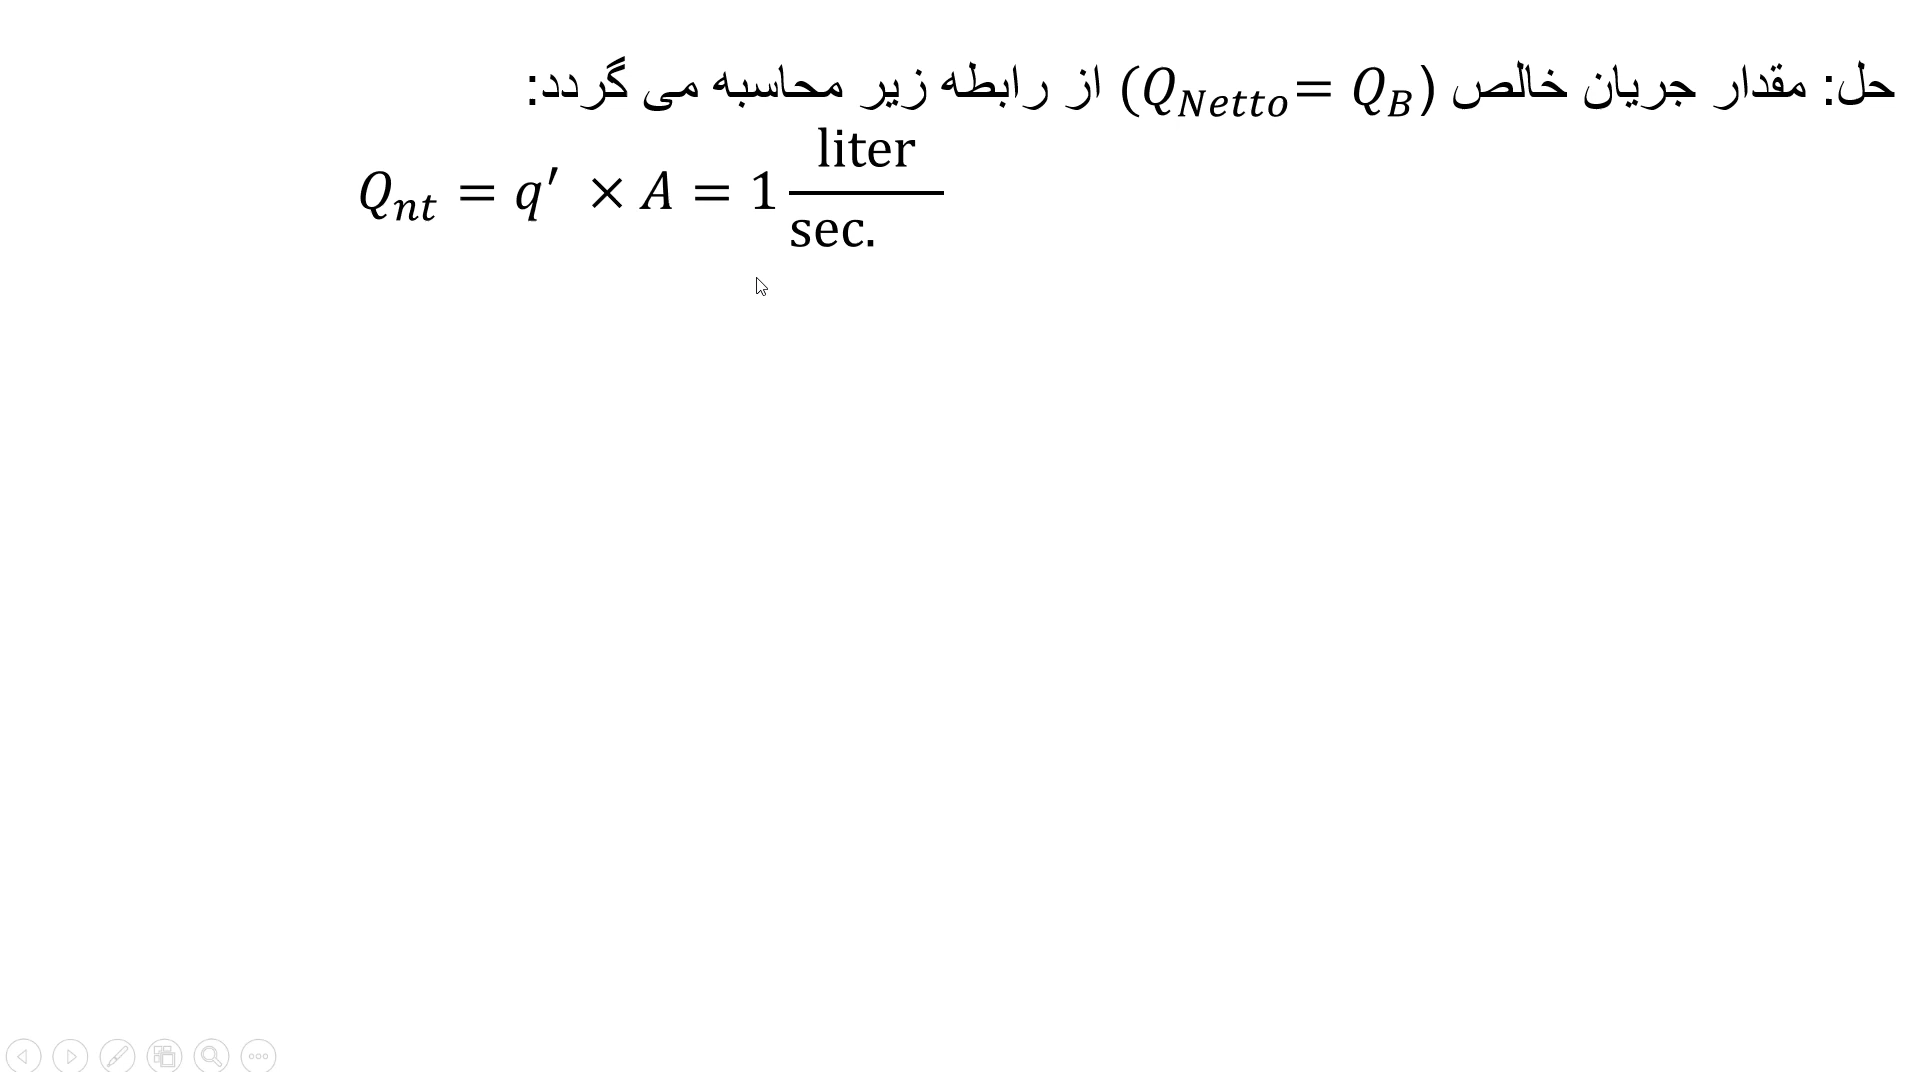 حل: مقدار جریان خالص (Q_Netto = Q_B) از رابطه زیر محاسبه می گردد:
Q_nt = q′ × A = 1 liter/sec.